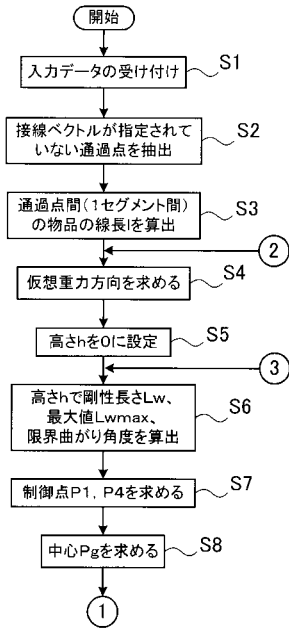 開始
入力データの受け付け
S1
接線ベクトルが指定されて
いない通過点を抽出
S2
通過点間(1セグメント間)
の物品の線長lを算出
S3
2
仮想重力方向を求める
S4
高さhを0に設定
S5
3
高さhで剛性長さLw、
最大値Lwmax、
限界曲がり角度を算出
S6
制御点P1, P4を求める
S7
中心Pgを求める
S8
1